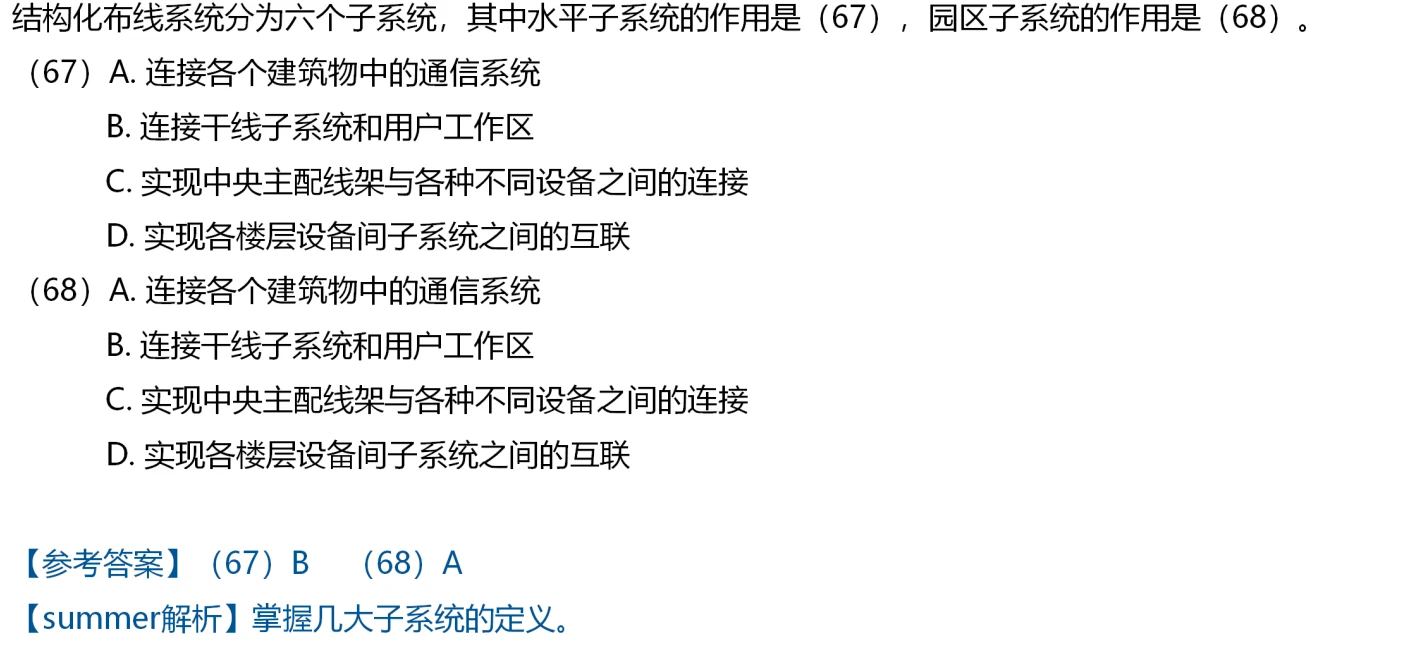 结构化布线系统分为六个子系统，其中水平子系统的作用是（67），园区子系统的作用是（68）。
（67）A. 连接各个建筑物中的通信系统
B. 连接干线子系统和用户工作区
C. 实现中央主配线架与各种不同设备之间的连接
D. 实现各楼层设备间子系统之间的互联
（68）A. 连接各个建筑物中的通信系统
B. 连接干线子系统和用户工作区
C. 实现中央主配线架与各种不同设备之间的连接
D. 实现各楼层设备间子系统之间的互联
【参考答案】（67）B （68）A
【summer解析】掌握几大子系统的定义。